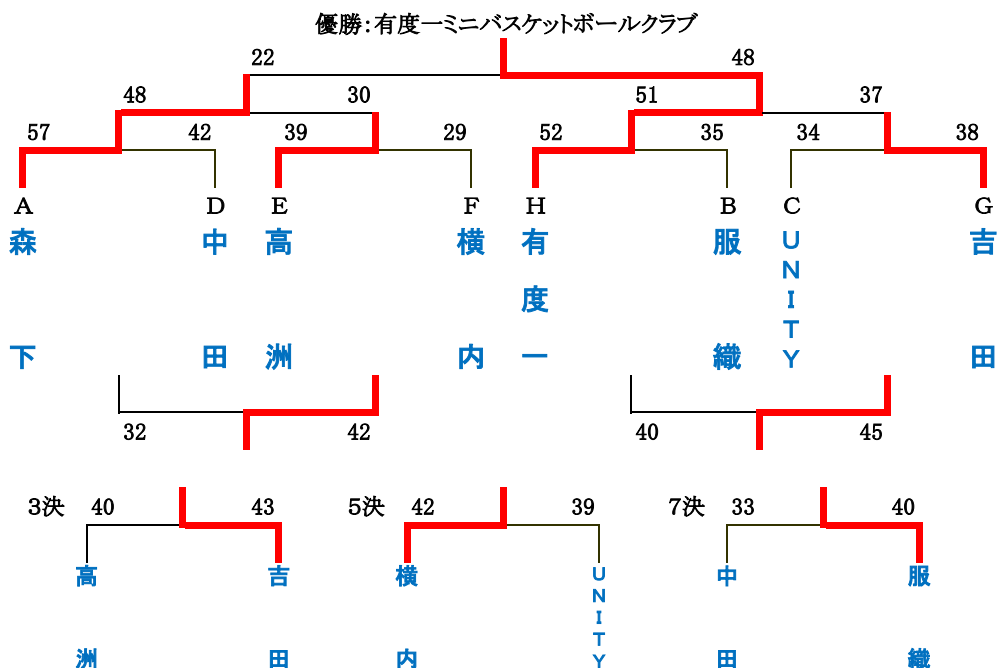 優勝:有度一ミニバスケットボールクラブ
22 48
48 30 51 37
57 42 39 29 52 35 34 38
A D E F H B C G
森下 中田 高洲 横内 有度一 服織 UNITY 吉田
32 42 40 45
3決 40 43 5決 42 39 7決 33 40
高洲 吉田 横内 UNITY 中田 服織